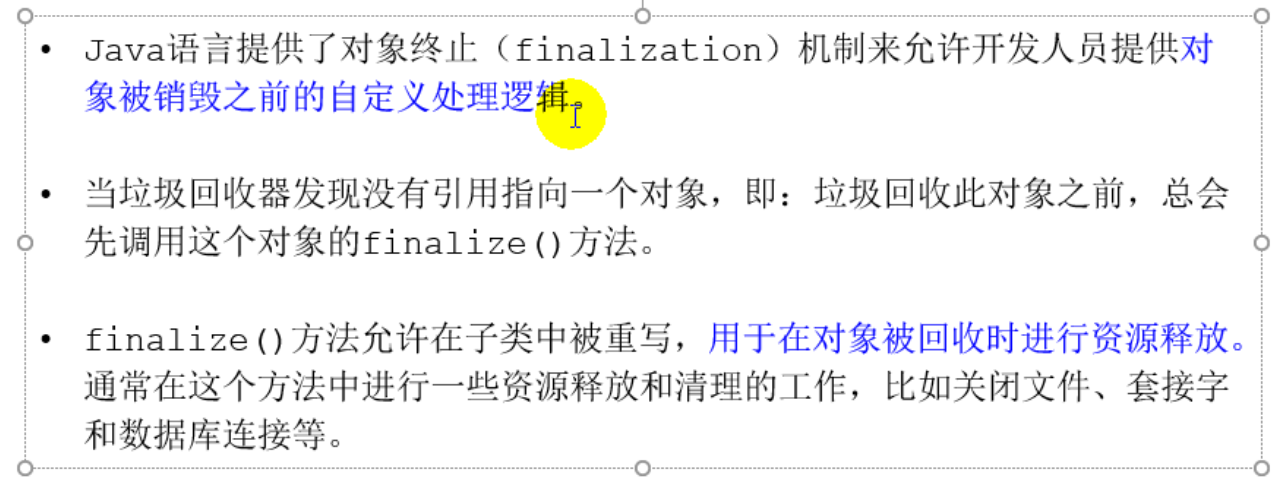 • Java语言提供了对象终止（finalization）机制来允许开发人员提供对
象被销毁之前的自定义处理逻辑。
• 当垃圾回收器发现没有引用指向一个对象，即：垃圾回收此对象之前，总会
先调用这个对象的finalize()方法。
• finalize()方法允许在子类中被重写，用于在对象被回收时进行资源释放。
通常在这个方法中进行一些资源释放和清理的工作，比如关闭文件、套接字
和数据库连接等。